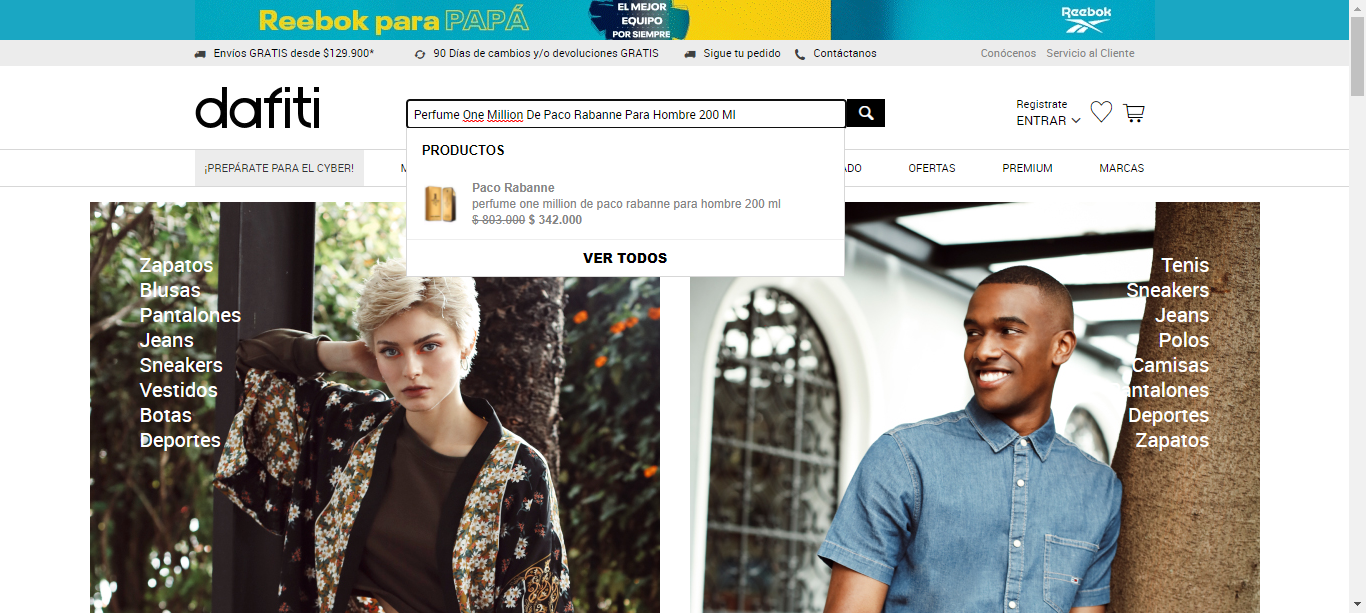 Reebok para PAPÁ
EL MEJOR
EQUIPO
POR SIEMPRE
Reebok
Envíos GRATIS desde $129.900*
90 Días de cambios y/o devoluciones GRATIS
Sigue tu pedido
Contáctanos
Conócenos
Servicio al Cliente
dafiti
Perfume One Million De Paco Rabanne Para Hombre 200 Ml
Registrate
ENTRAR
¡PREPÁRATE PARA EL CYBER!
M
ADO
OFERTAS
PREMIUM
MARCAS
PRODUCTOS
Paco Rabanne
perfume one million de paco rabanne para hombre 200 ml
$ 803.000 $ 342.000
VER TODOS
Zapatos
Blusas
Pantalones
Jeans
Sneakers
Vestidos
Botas
Deportes
Tenis
Sneakers
Jeans
Polos
Camisas
Pantalones
Deportes
Zapatos